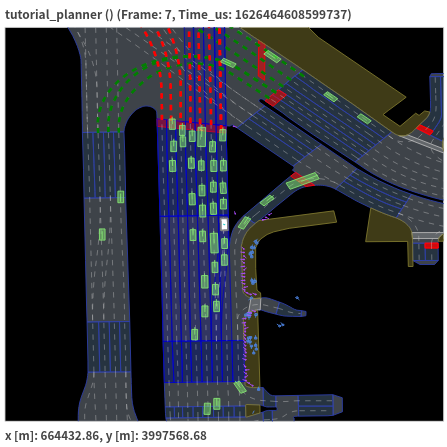 tutorial_planner () (Frame: 7, Time_us: 1626464608599737)
x [m]: 664432.86, y [m]: 3997568.68